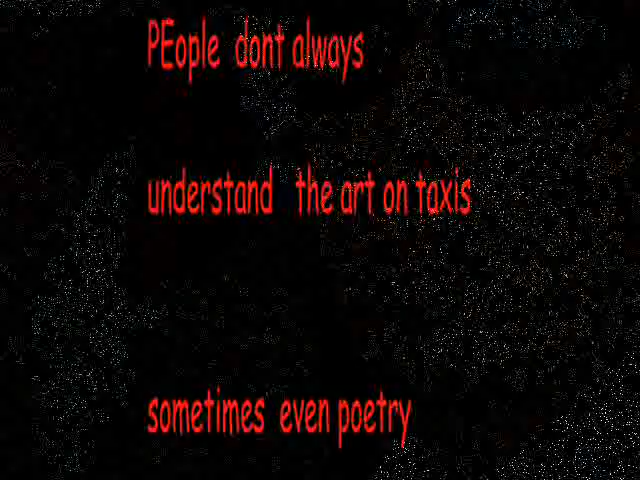 PEople dont always
understand the art on taxis
sometimes even poetry